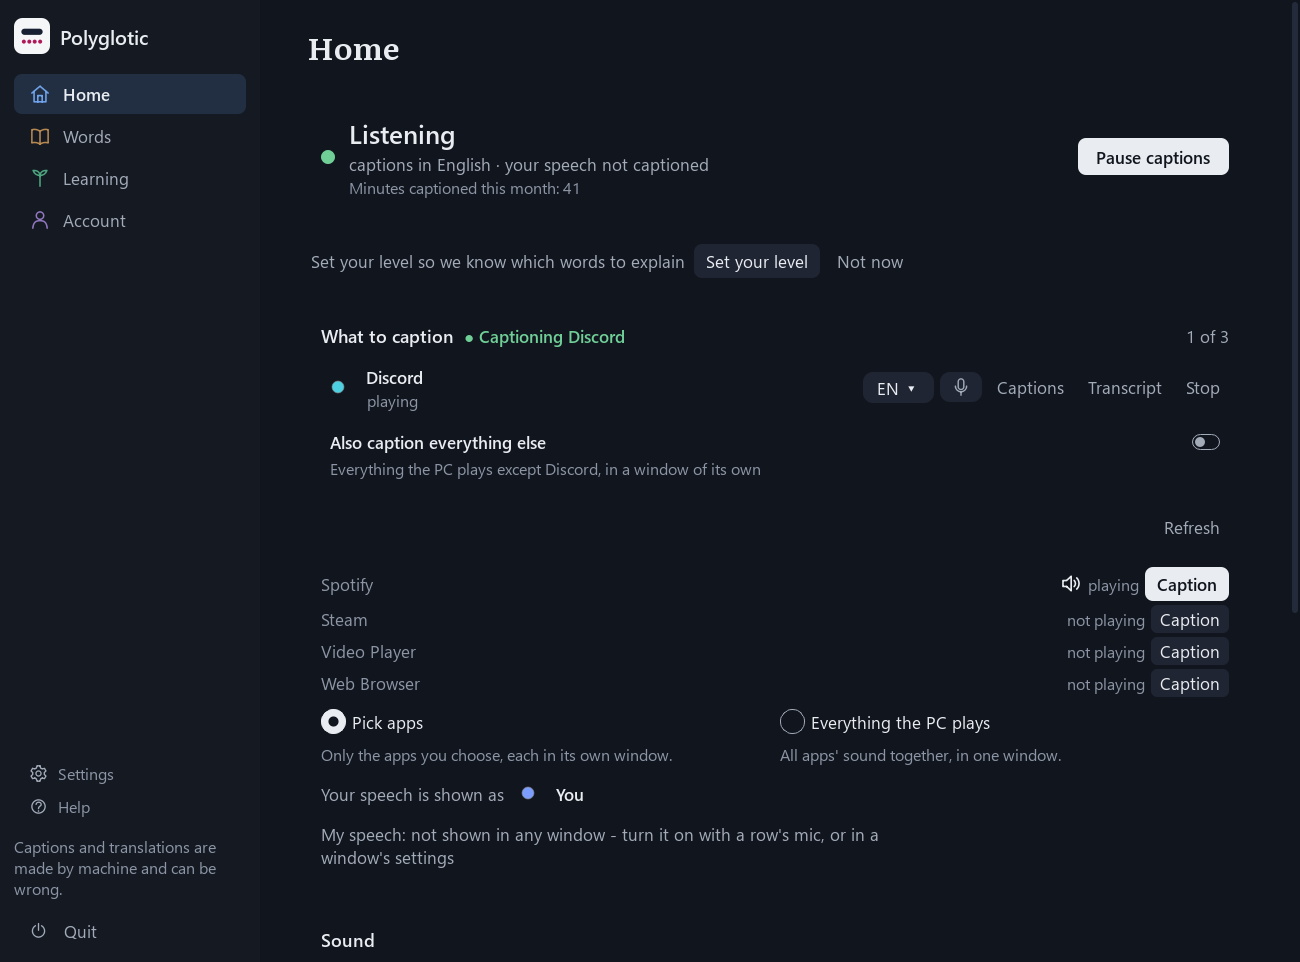 Polyglotic
Home
Words
Learning
Account
Settings
Help
Captions and translations are
made by machine and can be
wrong.
Quit
Home
Listening
captions in English · your speech not captioned
Minutes captioned this month: 41
Pause captions
Set your level so we know which words to explain Set your level Not now
What to caption ● Captioning Discord 1 of 3
Discord
playing
EN ▾ Captions Transcript Stop
Also caption everything else
Everything the PC plays except Discord, in a window of its own
Refresh
Spotify playing Caption
Steam not playing Caption
Video Player not playing Caption
Web Browser not playing Caption
Pick apps
Only the apps you choose, each in its own window.
Everything the PC plays
All apps' sound together, in one window.
Your speech is shown as You
My speech: not shown in any window - turn it on with a row's mic, or in a
window's settings
Sound